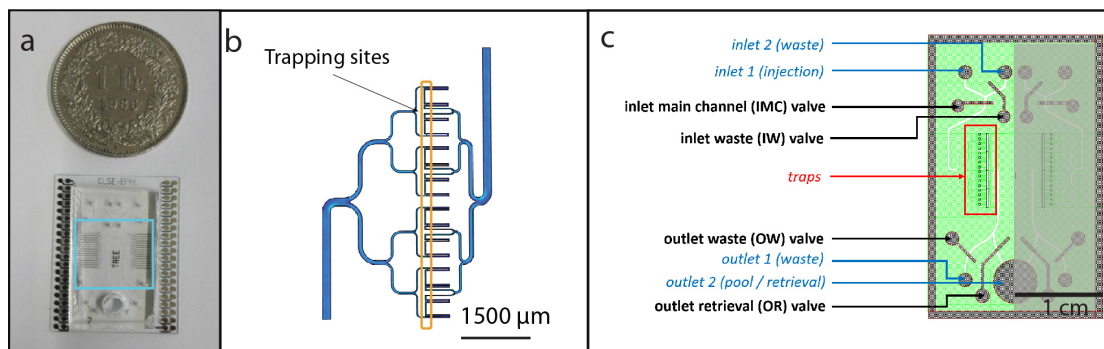 a
1 Fr.
CLSE-EPFL
TREE
b
Trapping sites
1500 µm
c
inlet 2 (waste)
inlet 1 (injection)
inlet main channel (IMC) valve
inlet waste (IW) valve
traps
outlet waste (OW) valve
outlet 1 (waste)
outlet 2 (pool / retrieval)
outlet retrieval (OR) valve
1 cm